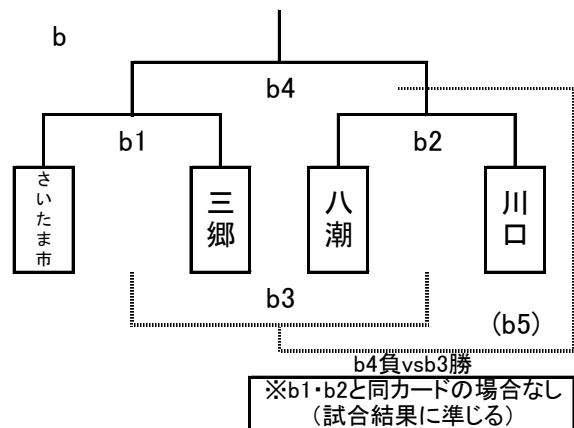 b
b4
b1
b2
さいたま市
三郷
八潮
川口
b3
(b5)
b4負vsb3勝
※b1・b2と同カードの場合なし
(試合結果に準じる)